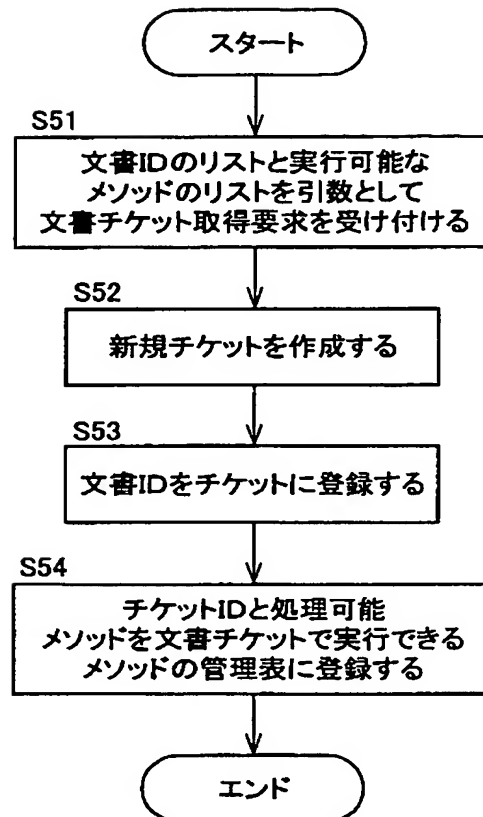 スタート
S51
文書IDのリストと実行可能な
メソッドのリストを引数として
文書チケット取得要求を受け付ける
S52
新規チケットを作成する
S53
文書IDをチケットに登録する
S54
チケットIDと処理可能
メソッドを文書チケットで実行できる
メソッドの管理表に登録する
エンド